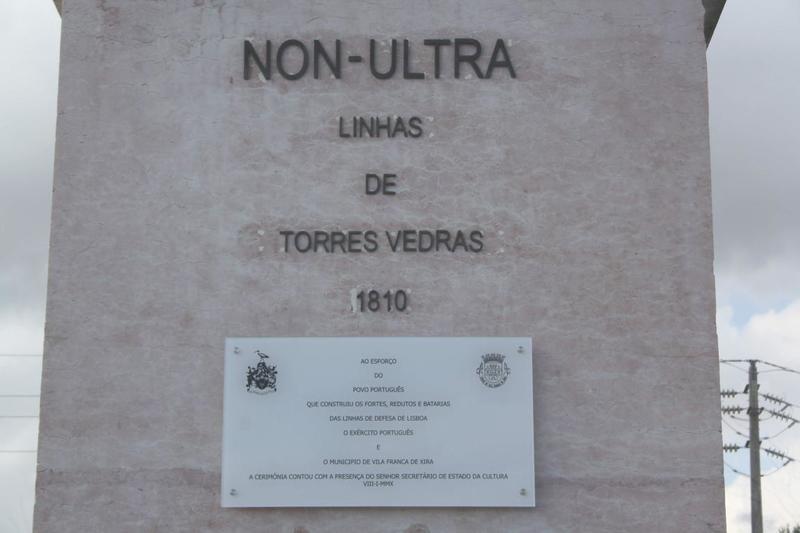 NON-ULTRA
LINHAS
DE
TORRES VEDRAS
1810
AO ESFORÇO
DO
POVO PORTUGUÊS
QUE CONSTRUIU OS FORTES, REDUTOS E BATARIAS
DAS LINHAS DE DEFESA DE LISBOA
O EXÉRCITO PORTUGUÊS
E
O MUNICIPIO DE VILA FRANCA DE XIRA
A CERIMÓNIA CONTOU COM A PRESENÇA DO SENHOR SECRETÁRIO DE ESTADO DA CULTURA
VIII-I-MMX